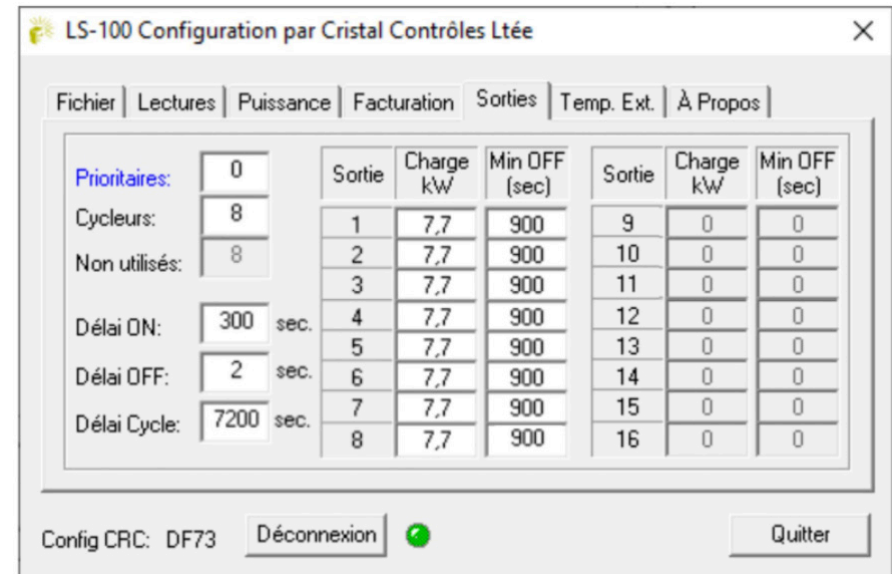 LS-100 Configuration par Cristal Contrôles Ltée
Fichier Lectures Puissance Facturation Sorties Temp. Ext. À Propos
Prioritaires: 0
Cycleurs: 8
Non utilisés: 8
Délai ON: 300 sec.
Délai OFF: 2 sec.
Délai Cycle: 7200 sec.
Sortie Charge kW Min OFF (sec)
1 7,7 900
2 7,7 900
3 7,7 900
4 7,7 900
5 7,7 900
6 7,7 900
7 7,7 900
8 7,7 900
Sortie Charge kW Min OFF (sec)
9 0 0
10 0 0
11 0 0
12 0 0
13 0 0
14 0 0
15 0 0
16 0 0
Config CRC: DF73 Déconnexion Quitter